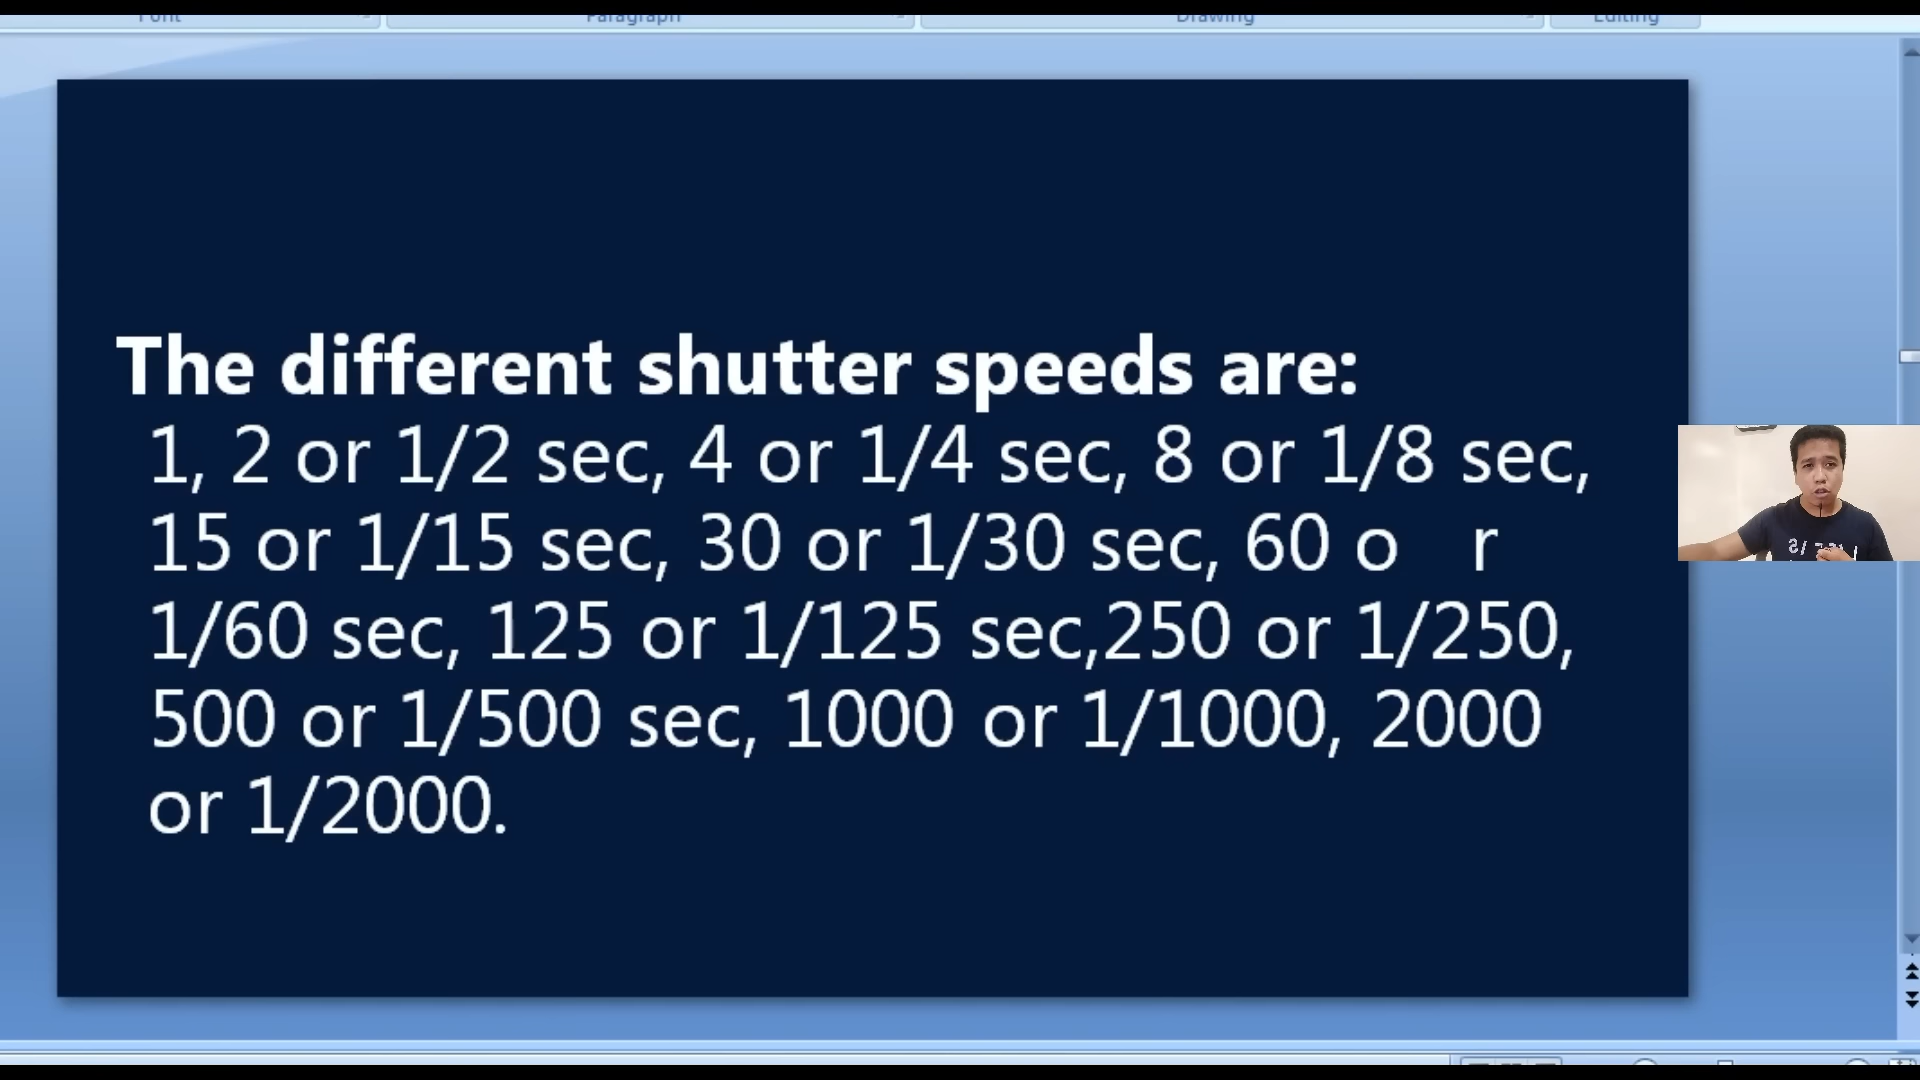 Font Paragraph Drawing Editing
The different shutter speeds are:
1, 2 or 1/2 sec, 4 or 1/4 sec, 8 or 1/8 sec,
15 or 1/15 sec, 30 or 1/30 sec, 60 o r
1/60 sec, 125 or 1/125 sec,250 or 1/250,
500 or 1/500 sec, 1000 or 1/1000, 2000
or 1/2000.